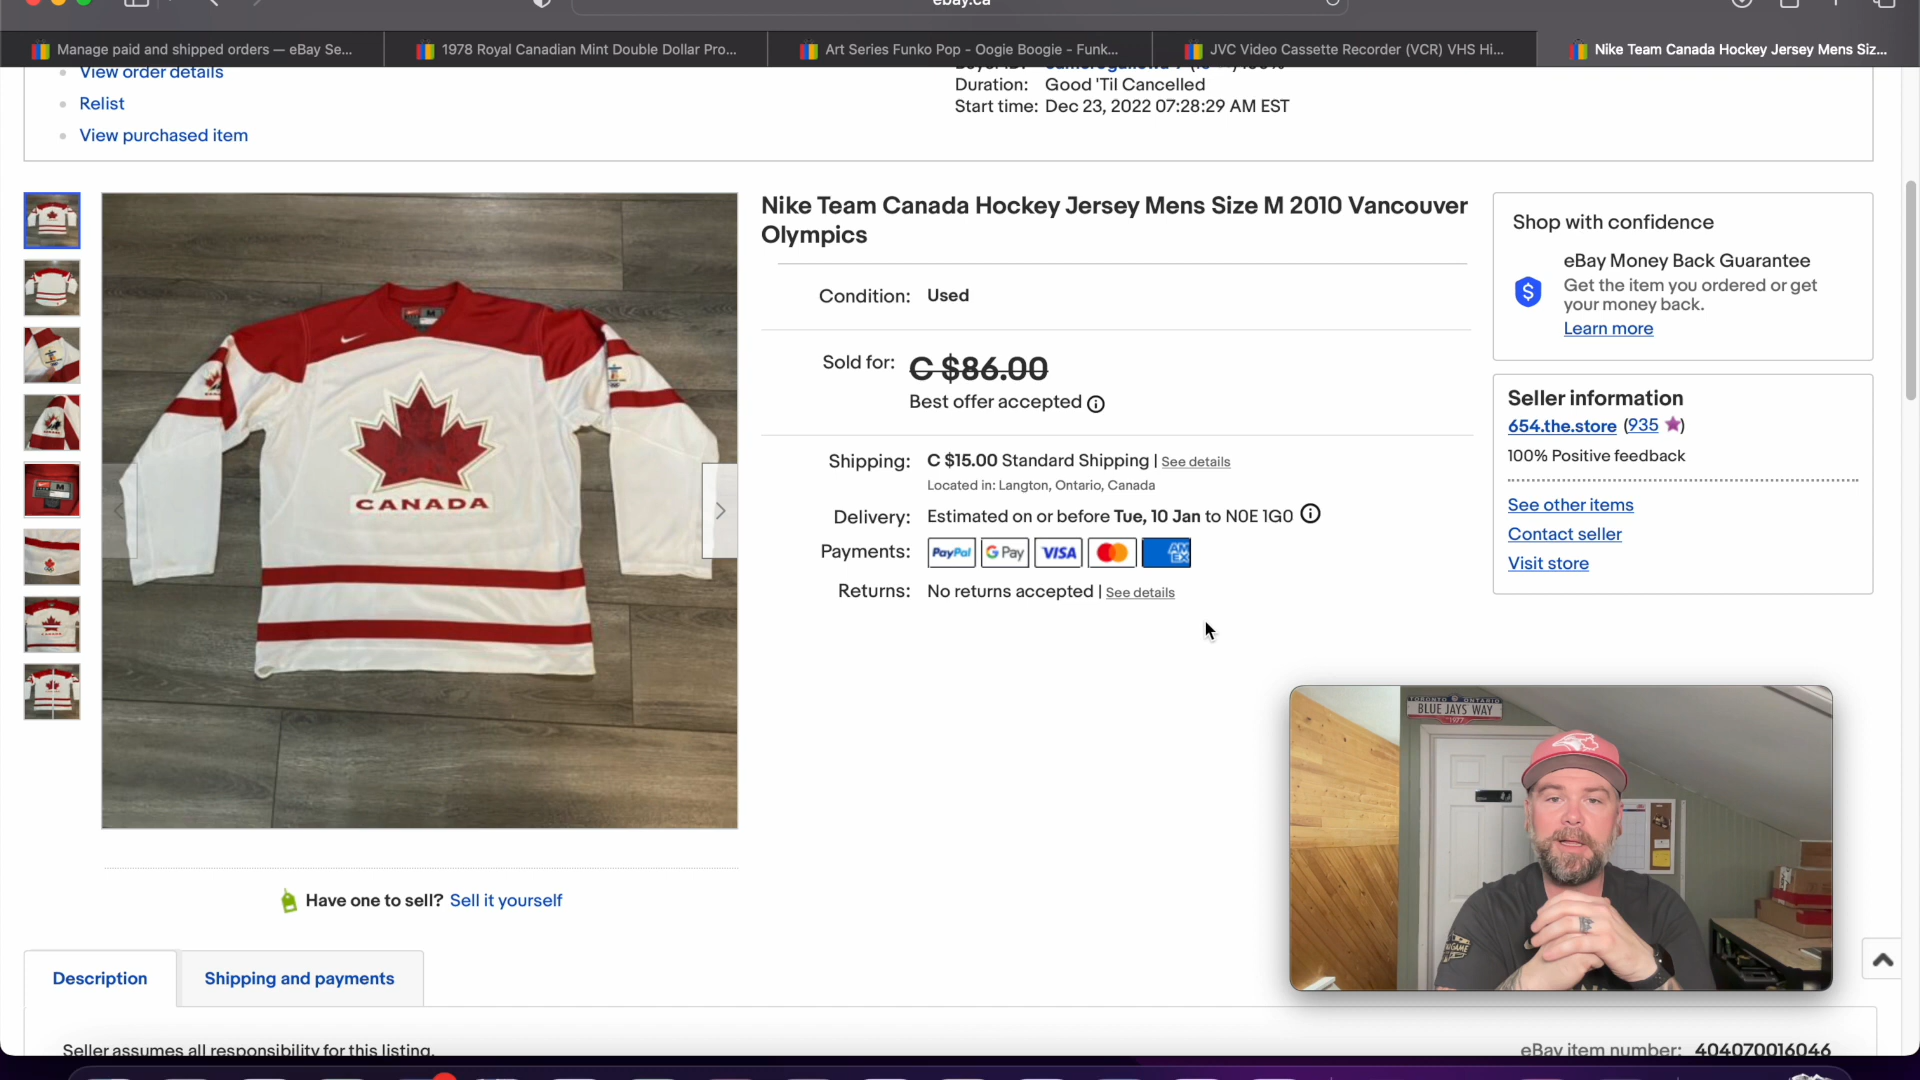 ebay.ca
Manage paid and shipped orders — eBay Se...
1978 Royal Canadian Mint Double Dollar Pro...
Art Series Funko Pop - Oogie Boogie - Funk...
JVC Video Cassette Recorder (VCR) VHS Hi...
Nike Team Canada Hockey Jersey Mens Siz...
View order details
Relist
View purchased item
Duration: Good 'Til Cancelled
Start time: Dec 23, 2022 07:28:29 AM EST
Nike Team Canada Hockey Jersey Mens Size M 2010 Vancouver
Olympics
Condition: Used
Sold for: C $86.00
Best offer accepted
Shipping: C $15.00 Standard Shipping | See details
Located in: Langton, Ontario, Canada
Delivery: Estimated on or before Tue, 10 Jan to N0E 1G0
Payments: PayPal G Pay VISA AMEX
Returns: No returns accepted | See details
Shop with confidence
eBay Money Back Guarantee
Get the item you ordered or get
your money back.
Learn more
Seller information
654.the.store (935)
100% Positive feedback
See other items
Contact seller
Visit store
M
CANADA
TORONTO ONTARIO
BLUE JAYS WAY
1977
Have one to sell? Sell it yourself
Description
Shipping and payments
Seller assumes all responsibility for this listing.
eBay item number: 404070016046